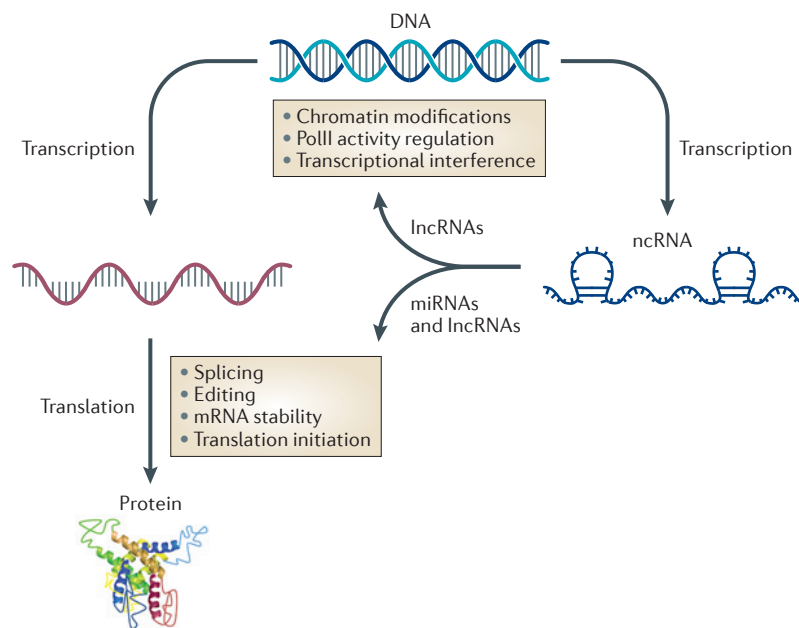 DNA
• Chromatin modifications
• PolII activity regulation
• Transcriptional interference
Transcription
Transcription
lncRNAs
ncRNA
miRNAs
and lncRNAs
• Splicing
• Editing
• mRNA stability
• Translation initiation
Translation
Protein